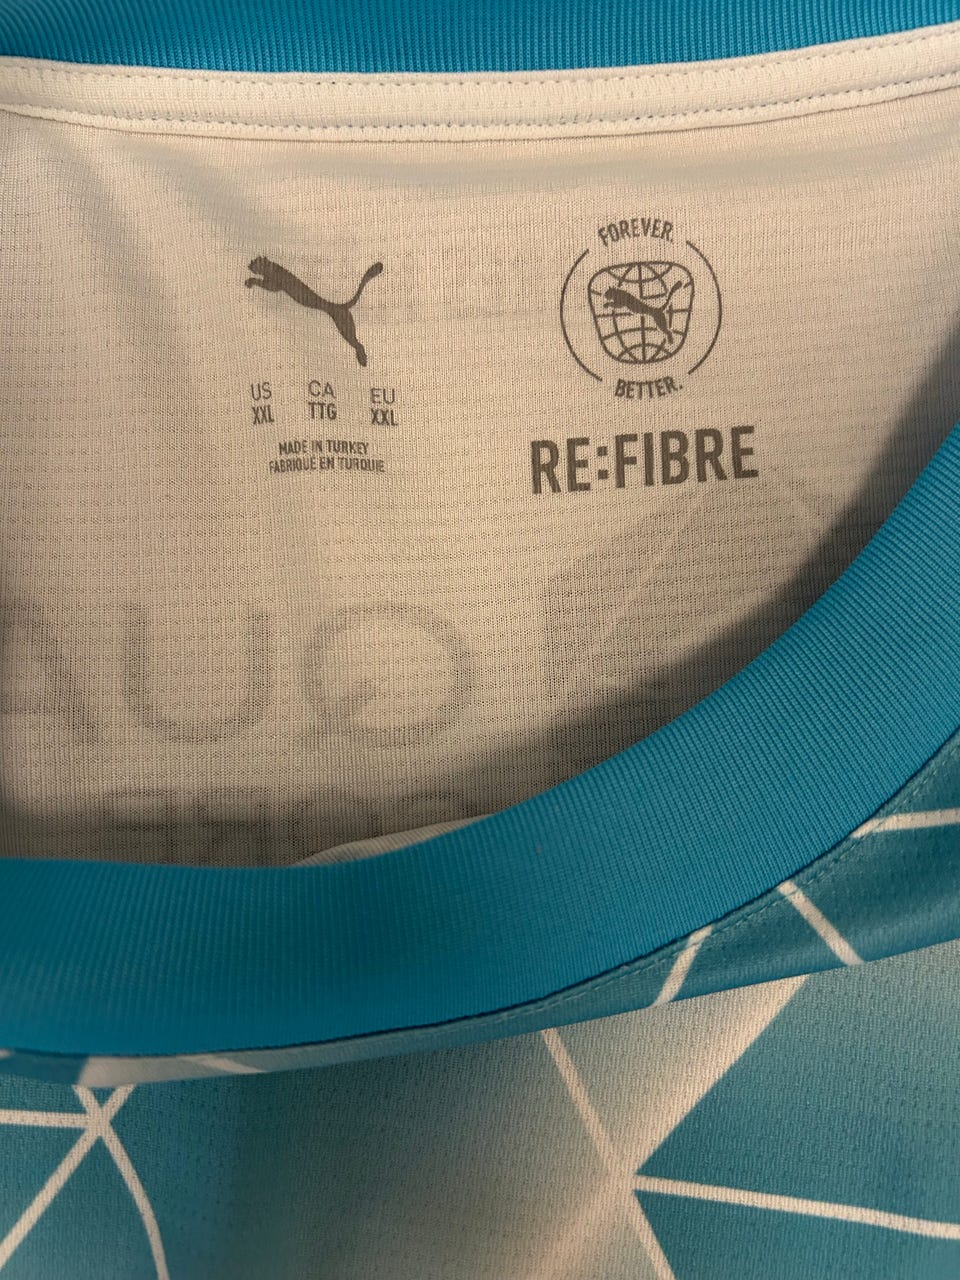 US CA EU
XXL TTG XXL
MADE IN TURKEY
FABRIQUÉ EN TURQUIE
FOREVER.
BETTER.
RE:FIBRE